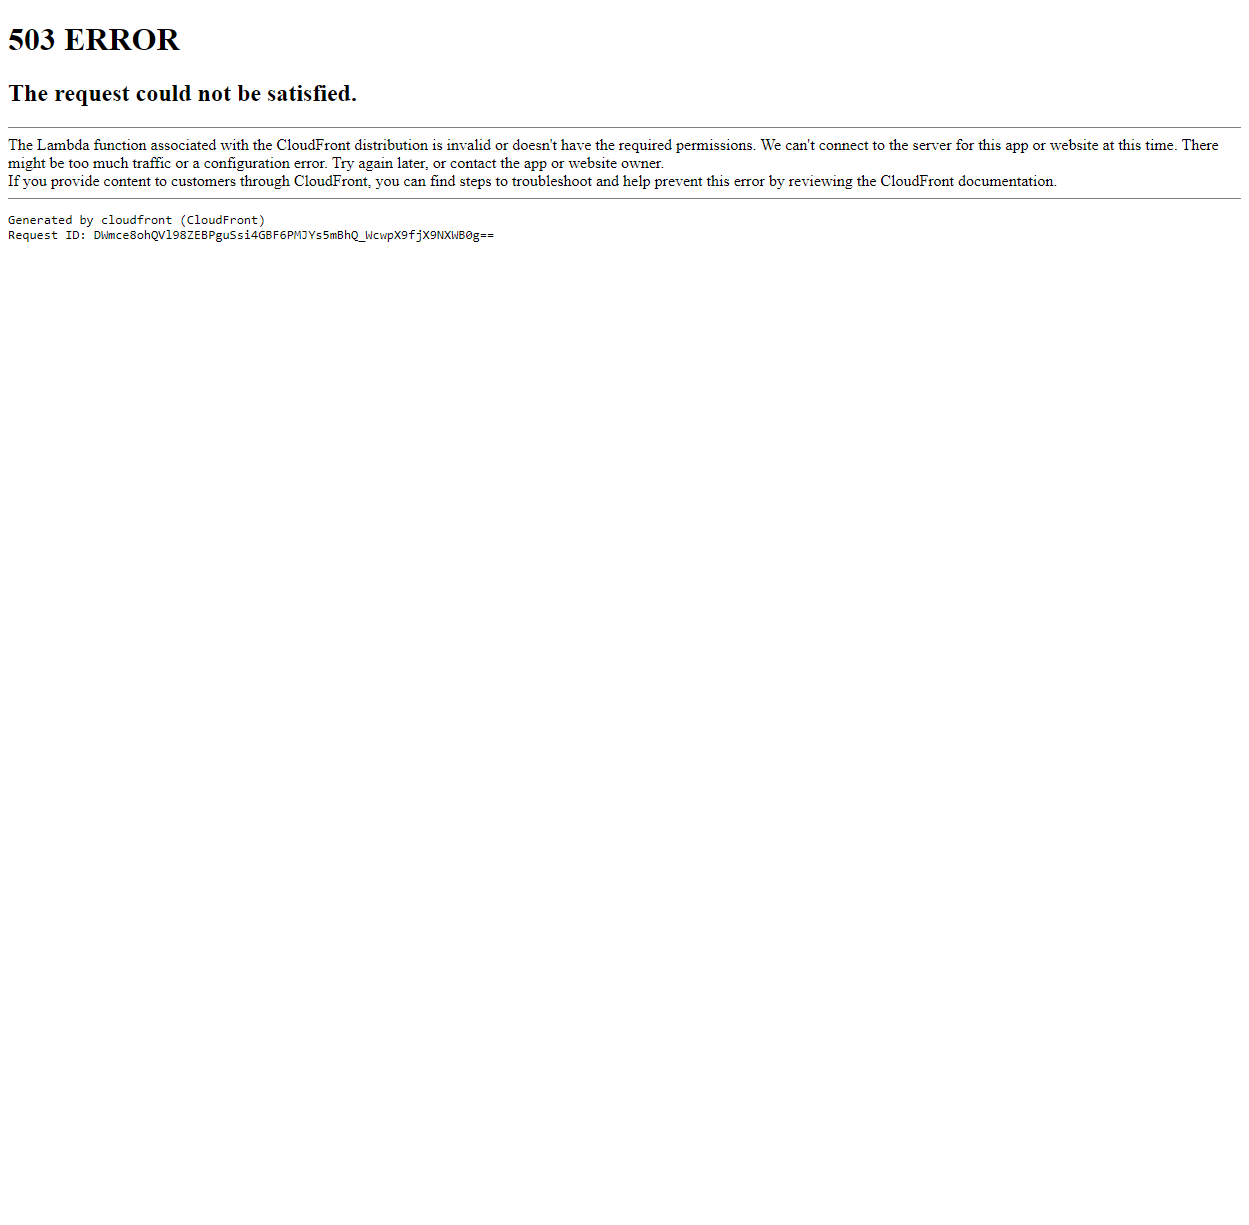 503 ERROR
The request could not be satisfied.
The Lambda function associated with the CloudFront distribution is invalid or doesn't have the required permissions. We can't connect to the server for this app or website at this time. There
might be too much traffic or a configuration error. Try again later, or contact the app or website owner.
If you provide content to customers through CloudFront, you can find steps to troubleshoot and help prevent this error by reviewing the CloudFront documentation.
Generated by cloudfront (CloudFront)
Request ID: DWmce8ohQVl98ZEBPguSsi4GBF6PMJYs5mBhQ_WcwpX9fjX9NXWB0g==